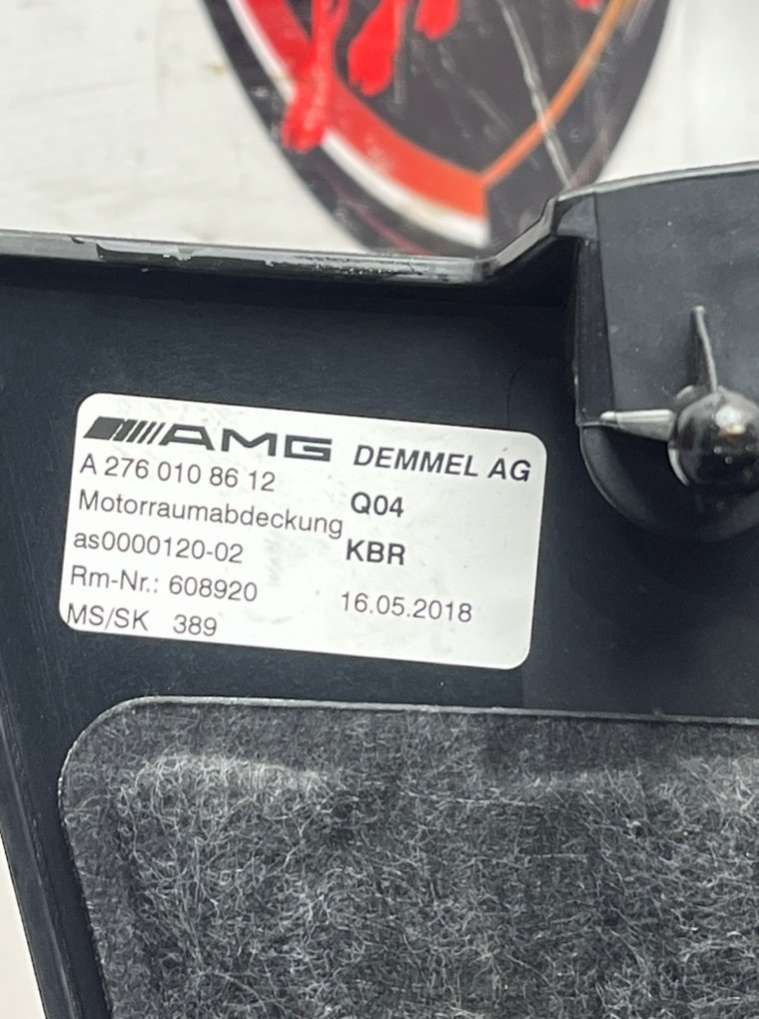 AMG DEMMEL AG
A 276 010 86 12
Motorraumabdeckung Q04
as0000120-02 KBR
Rm-Nr.: 608920 16.05.2018
MS/SK 389